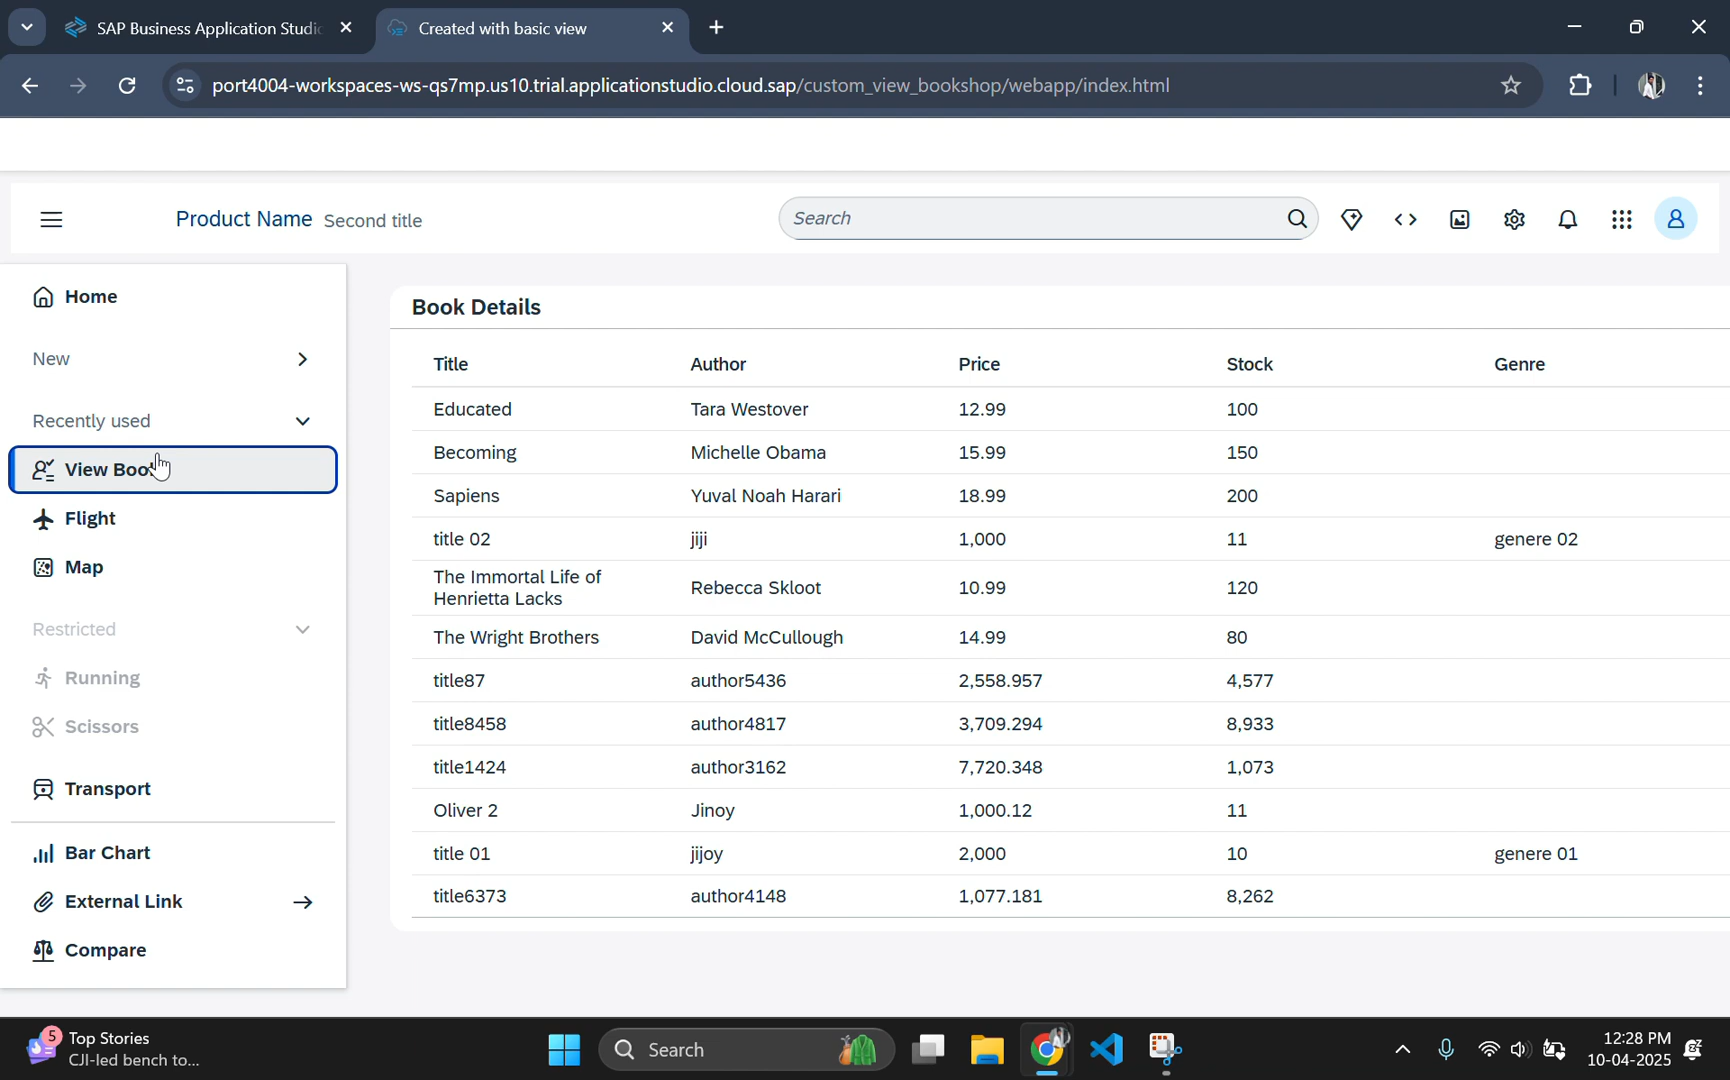 SAP Business Application Studio
Created with basic view
port4004-workspaces-ws-qs7mp.us10.trial.applicationstudio.cloud.sap/custom_view_bookshop/webapp/index.html
Product Name Second title
Search
Home
New
Recently used
View Boo
Flight
Map
Restricted
Running
Scissors
Transport
Bar Chart
External Link
Compare
Book Details
Title Author Price Stock Genre
Educated Tara Westover 12.99 100
Becoming Michelle Obama 15.99 150
Sapiens Yuval Noah Harari 18.99 200
title 02 jiji 1,000 11 genere 02
The Immortal Life of
Henrietta Lacks Rebecca Skloot 10.99 120
The Wright Brothers David McCullough 14.99 80
title87 author5436 2,558.957 4,577
title8458 author4817 3,709.294 8,933
title1424 author3162 7,720.348 1,073
Oliver 2 Jinoy 1,000.12 11
title 01 jijoy 2,000 10 genere 01
title6373 author4148 1,077.181 8,262
5
Top Stories
CJI-led bench to...
Search
12:28 PM
10-04-2025